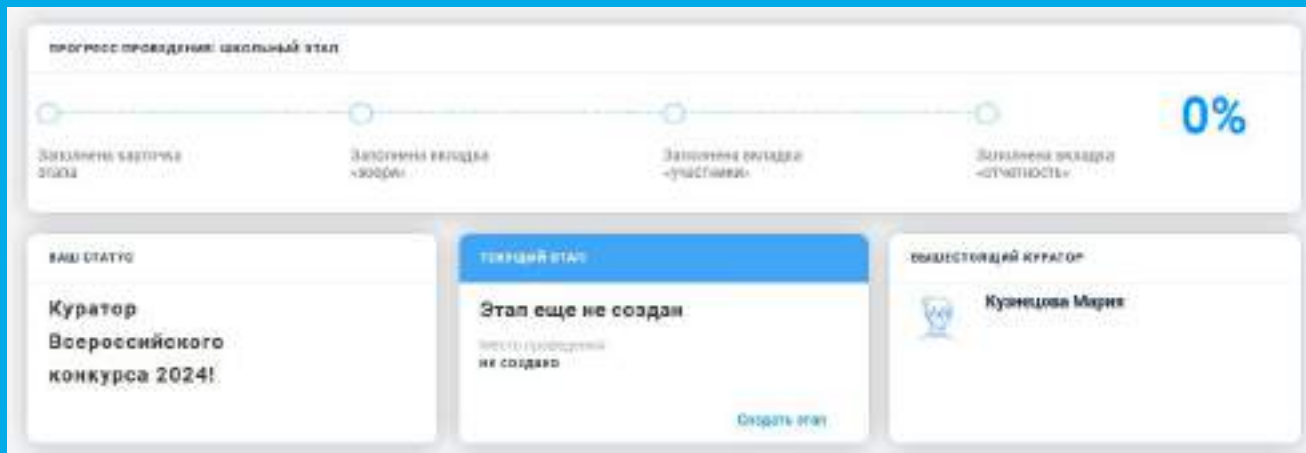 ПРОГРЕСС ПРОВЕДЕНИЯ: ШКОЛЬНЫЙ ЭТАП
0%
Заполнена карточка
этапа
Заполнена вкладка
«жюри»
Заполнена вкладка
«участники»
Заполнена вкладка
«отчетность»
ВАШ СТАТУС
Куратор
Всероссийского
конкурса 2024!
ТЕКУЩИЙ ЭТАП
Этап еще не создан
Место проведения
не создано
Создать этап
ВЫШЕСТОЯЩИЙ КУРАТОР
Кузнецова Мария